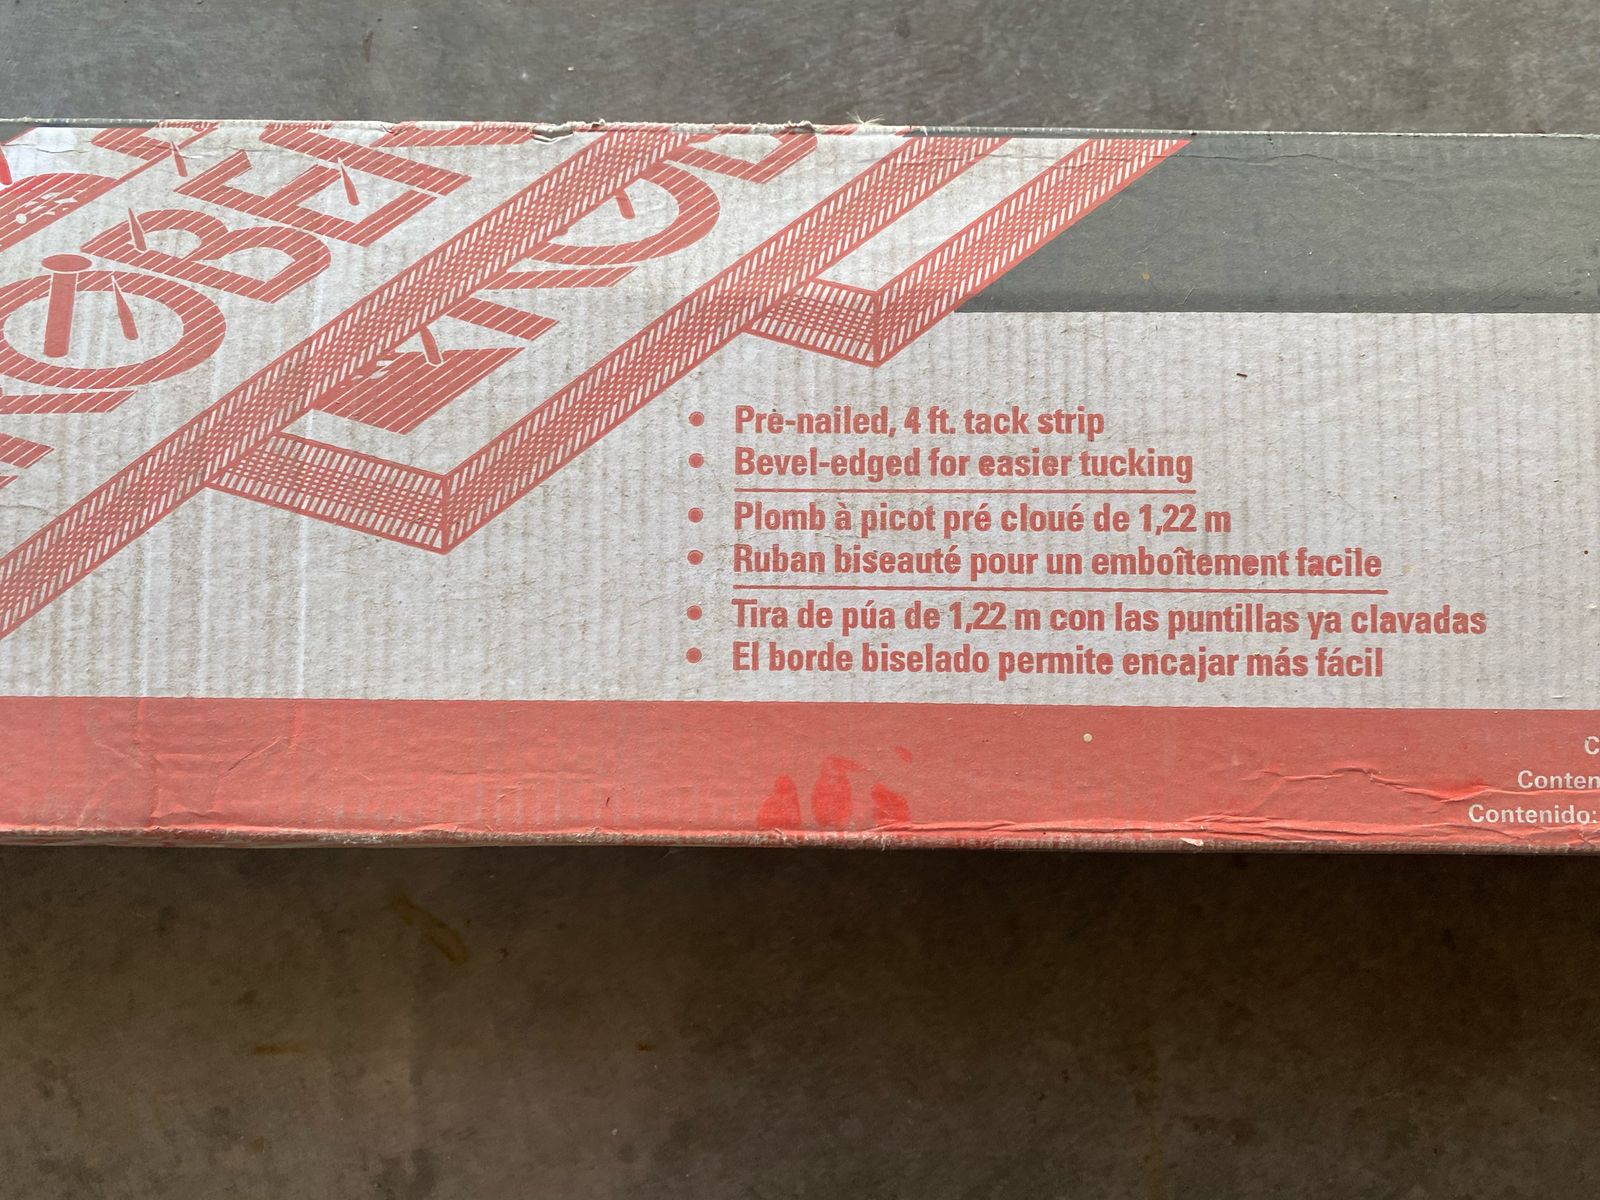 ROBER
• Pre-nailed, 4 ft. tack strip
• Bevel-edged for easier tucking
• Plomb à picot pré cloué de 1,22 m
• Ruban biseauté pour un emboîtement facile
• Tira de púa de 1,22 m con las puntillas ya clavadas
• El borde biselado permite encajar más fácil
C
Conten
Contenido: